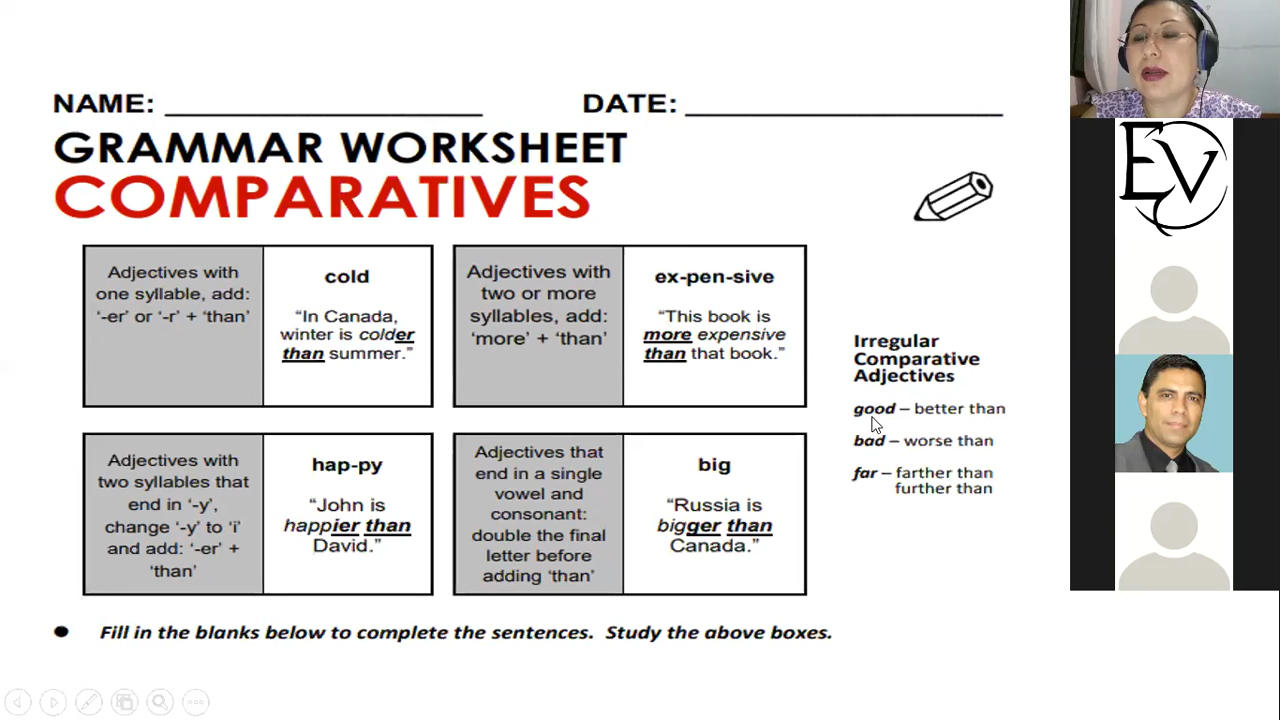 NAME: ____________________ DATE: ____________________
GRAMMAR WORKSHEET
COMPARATIVES
Adjectives with
one syllable, add:
‘-er’ or ‘-r’ + ‘than’
cold
“In Canada,
winter is colder
than summer.”
Adjectives with
two or more
syllables, add:
‘more’ + ‘than’
ex-pen-sive
“This book is
more expensive
than that book.”
Adjectives with
two syllables that
end in ‘-y’,
change ‘-y’ to ‘i’
and add: ‘-er’ +
‘than’
hap-py
“John is
happier than
David.”
Adjectives that
end in a single
vowel and
consonant:
double the final
letter before
adding ‘than’
big
“Russia is
bigger than
Canada.”
Irregular
Comparative
Adjectives
good – better than
bad – worse than
far – farther than
further than
● Fill in the blanks below to complete the sentences. Study the above boxes.
EV